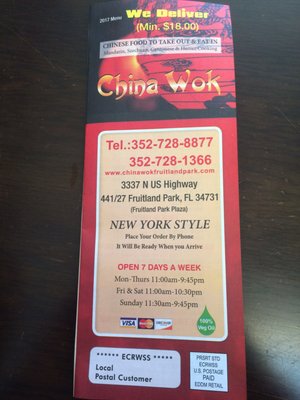 2017 Menu
We Deliver
(Min. $18.00)
CHINESE FOOD TO TAKE OUT & EAT IN
Mandarin, Szechuan, Cantonese & Hunan Cooking
China Wok
Tel.:352-728-8877
352-728-1366
www.chinawokfruitlandpark.com
3337 N US Highway
441/27 Fruitland Park, FL 34731
(Fruitland Park Plaza)
NEW YORK STYLE
Place Your Order By Phone
It Will Be Ready When you Arrive
OPEN 7 DAYS A WEEK
Mon-Thurs 11:00am-9:45pm
Fri & Sat 11:00am-10:30pm
Sunday 11:30am-9:45pm
VISA MasterCard DISCOVER
100%
Veg Oil
****** ECRWSS *****
Local
Postal Customer
PRSRT STD
ECRWSS
U.S. POSTAGE
PAID
EDDM RETAIL